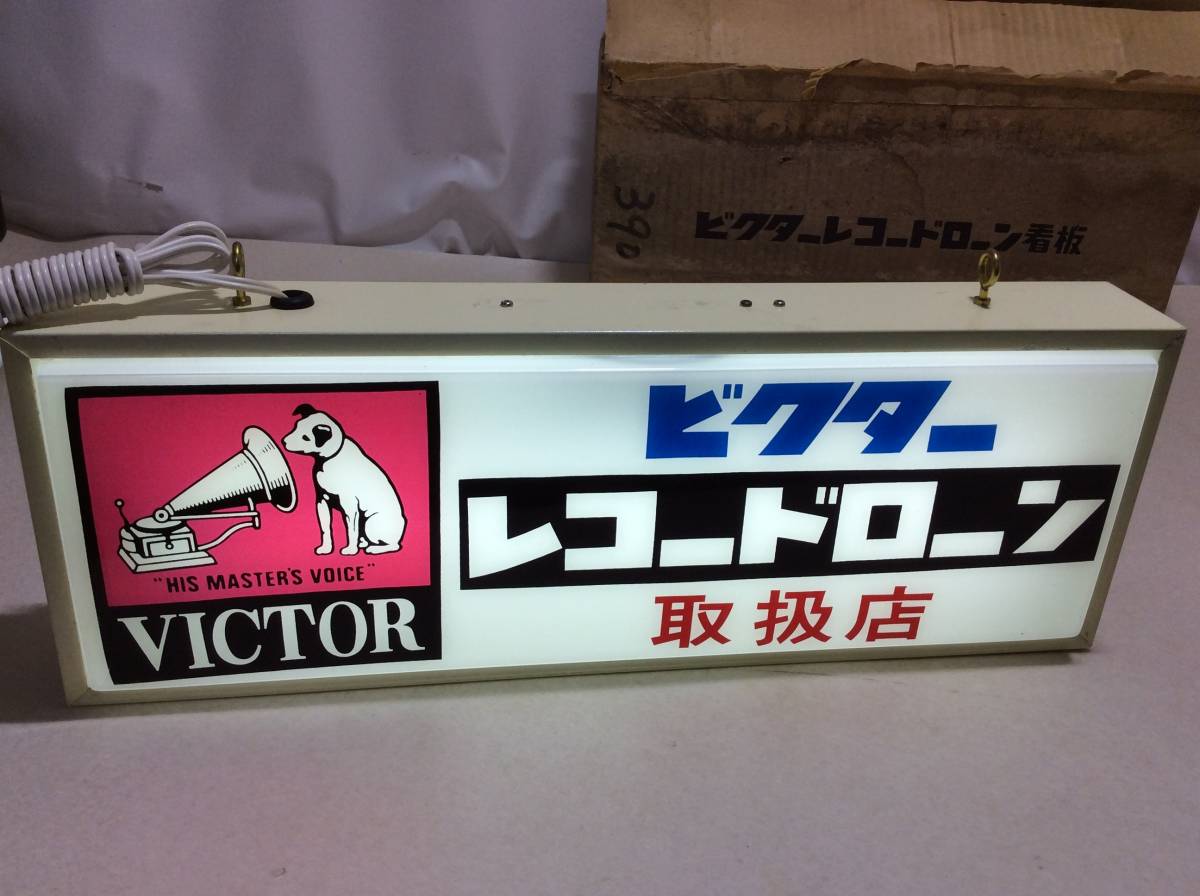 390
ビクターレコードローン看板
"HIS MASTER'S VOICE"
VICTOR
ビクター
レコードローン
取扱店